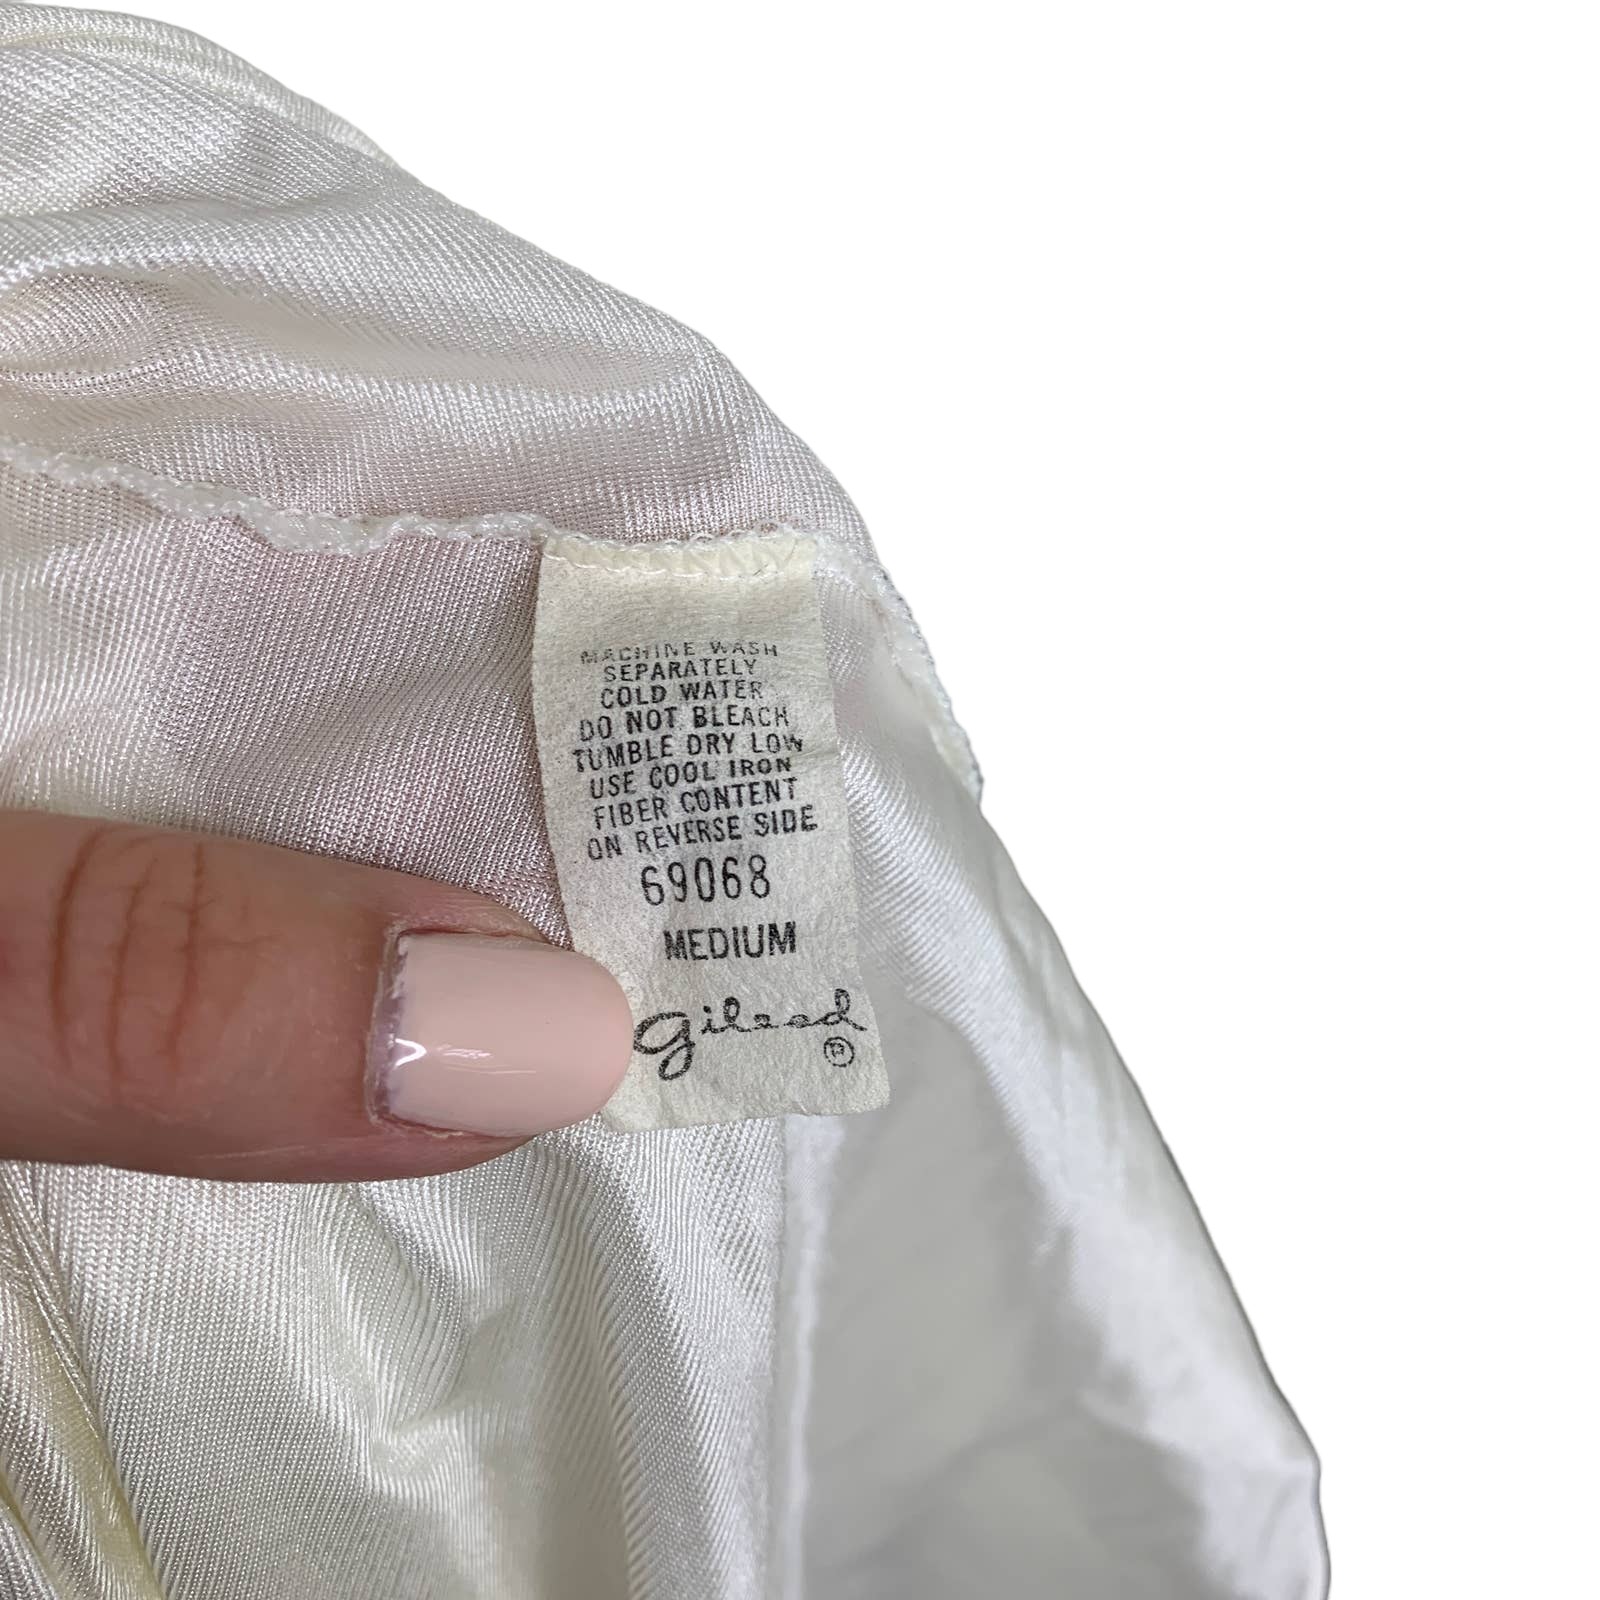 MACHINE WASH
SEPARATELY
COLD WATER
DO NOT BLEACH
TUMBLE DRY LOW
USE COOL IRON
FIBER CONTENT
ON REVERSE SIDE
69068
MEDIUM
gilead
®